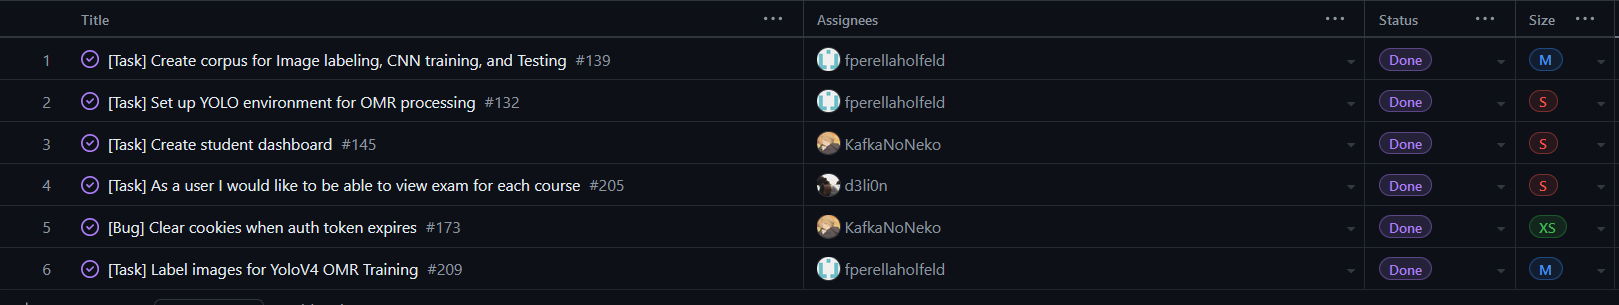 Title ... Assignees ... Status ... Size ...
1 [Task] Create corpus for Image labeling, CNN training, and Testing #139 fperellaholfeld Done M
2 [Task] Set up YOLO environment for OMR processing #132 fperellaholfeld Done S
3 [Task] Create student dashboard #145 KafkaNoNeko Done S
4 [Task] As a user I would like to be able to view exam for each course #205 d3li0n Done S
5 [Bug] Clear cookies when auth token expires #173 KafkaNoNeko Done XS
6 [Task] Label images for YoloV4 OMR Training #209 fperellaholfeld Done M